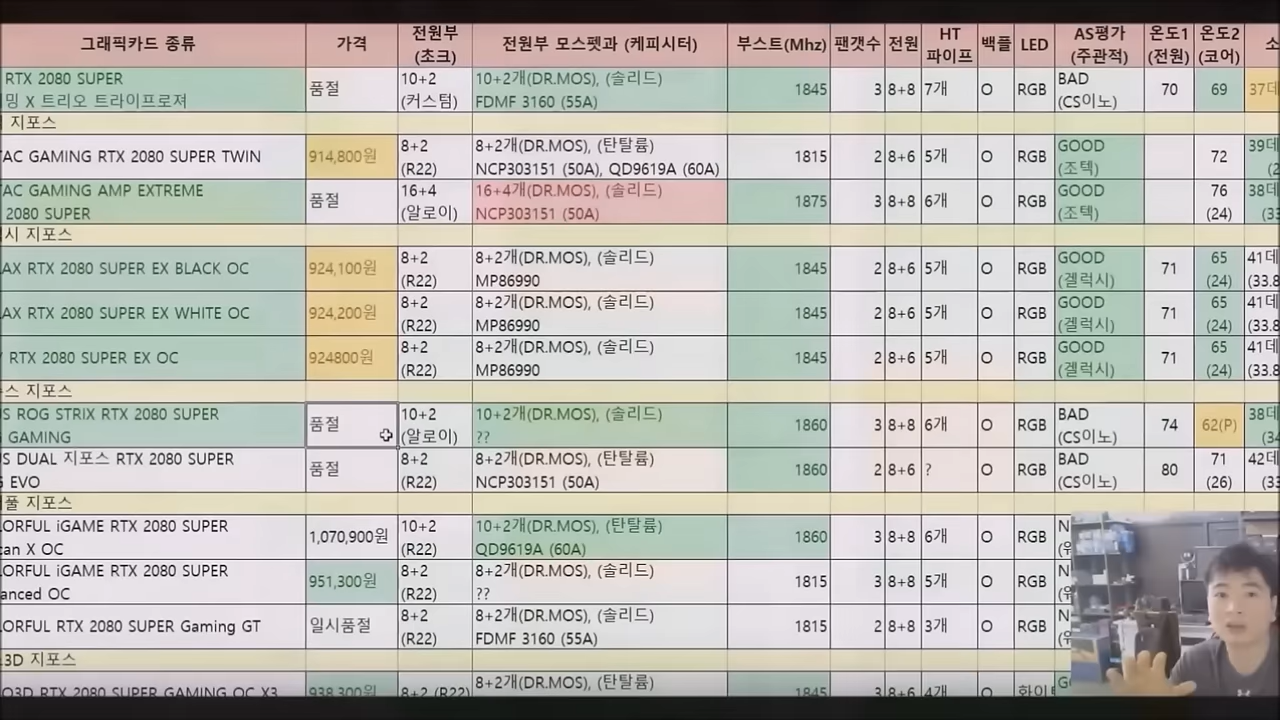 그래픽카드 종류 가격 전원부 (초크) 전원부 모스펫과 (케피시터) 부스트(Mhz) 팬갯수 전원 HT 파이프 백플 LED AS평가 (주관적) 온도1 (전원) 온도2 (코어) 소
RTX 2080 SUPER 품절 10+2 10+2개(DR.MOS), (솔리드) 1845 3 8+8 7개 O RGB BAD 70 69 37데
밍 X 트리오 트라이프로져 (커스텀) FDMF 3160 (55A) (CS이노)
지포스
TAC GAMING RTX 2080 SUPER TWIN 914,800원 8+2 8+2개(DR.MOS), (탄탈륨) 1815 2 8+6 5개 O RGB GOOD 72 39데
(R22) NCP303151 (50A), QD9619A (60A) (조텍)
TAC GAMING AMP EXTREME 품절 16+4 16+4개(DR.MOS), (솔리드) 1875 3 8+8 6개 O RGB GOOD 76 38데
2080 SUPER (알로이) NCP303151 (50A) (조텍) (24)
시 지포스
AX RTX 2080 SUPER EX BLACK OC 924,100원 8+2 8+2개(DR.MOS), (솔리드) 1845 2 8+6 5개 O RGB GOOD 71 65 41데
(R22) MP86990 (겔럭시) (24) (33.8
AX RTX 2080 SUPER EX WHITE OC 924,200원 8+2 8+2개(DR.MOS), (솔리드) 1845 2 8+6 5개 O RGB GOOD 71 65 41데
(R22) MP86990 (겔럭시) (24) (33.8
RTX 2080 SUPER EX OC 924800원 8+2 8+2개(DR.MOS), (솔리드) 1845 2 8+6 5개 O RGB GOOD 71 65 41데
(R22) MP86990 (겔럭시) (24) (33.8
스 지포스
S ROG STRIX RTX 2080 SUPER 품절 10+2 10+2개(DR.MOS), (솔리드) 1860 3 8+8 6개 O RGB BAD 74 62(P) 38데
GAMING (알로이) ?? (CS이노)
S DUAL 지포스 RTX 2080 SUPER 품절 8+2 8+2개(DR.MOS), (탄탈륨) 1860 2 8+6 ? O RGB BAD 80 71 42데
EVO (R22) NCP303151 (50A) (CS이노) (26)
풀 지포스
ORFUL iGAME RTX 2080 SUPER 1,070,900원 10+2 10+2개(DR.MOS), (탄탈륨) 1860 3 8+8 6개 O RGB
can X OC (R22) QD9619A (60A)
ORFUL iGAME RTX 2080 SUPER 951,300원 8+2 8+2개(DR.MOS), (솔리드) 1815 3 8+8 5개 O RGB
anced OC (R22) ??
ORFUL RTX 2080 SUPER Gaming GT 일시품절 8+2 8+2개(DR.MOS), (솔리드) 1815 2 8+8 3개 O RGB
(R22) FDMF 3160 (55A)
3D 지포스
O3D RTX 2080 SUPER GAMING OC X3 938,300원 8+2 (R22) 8+2개(DR.MOS), (탄탈륨) 1845 3 8+6 4개 O